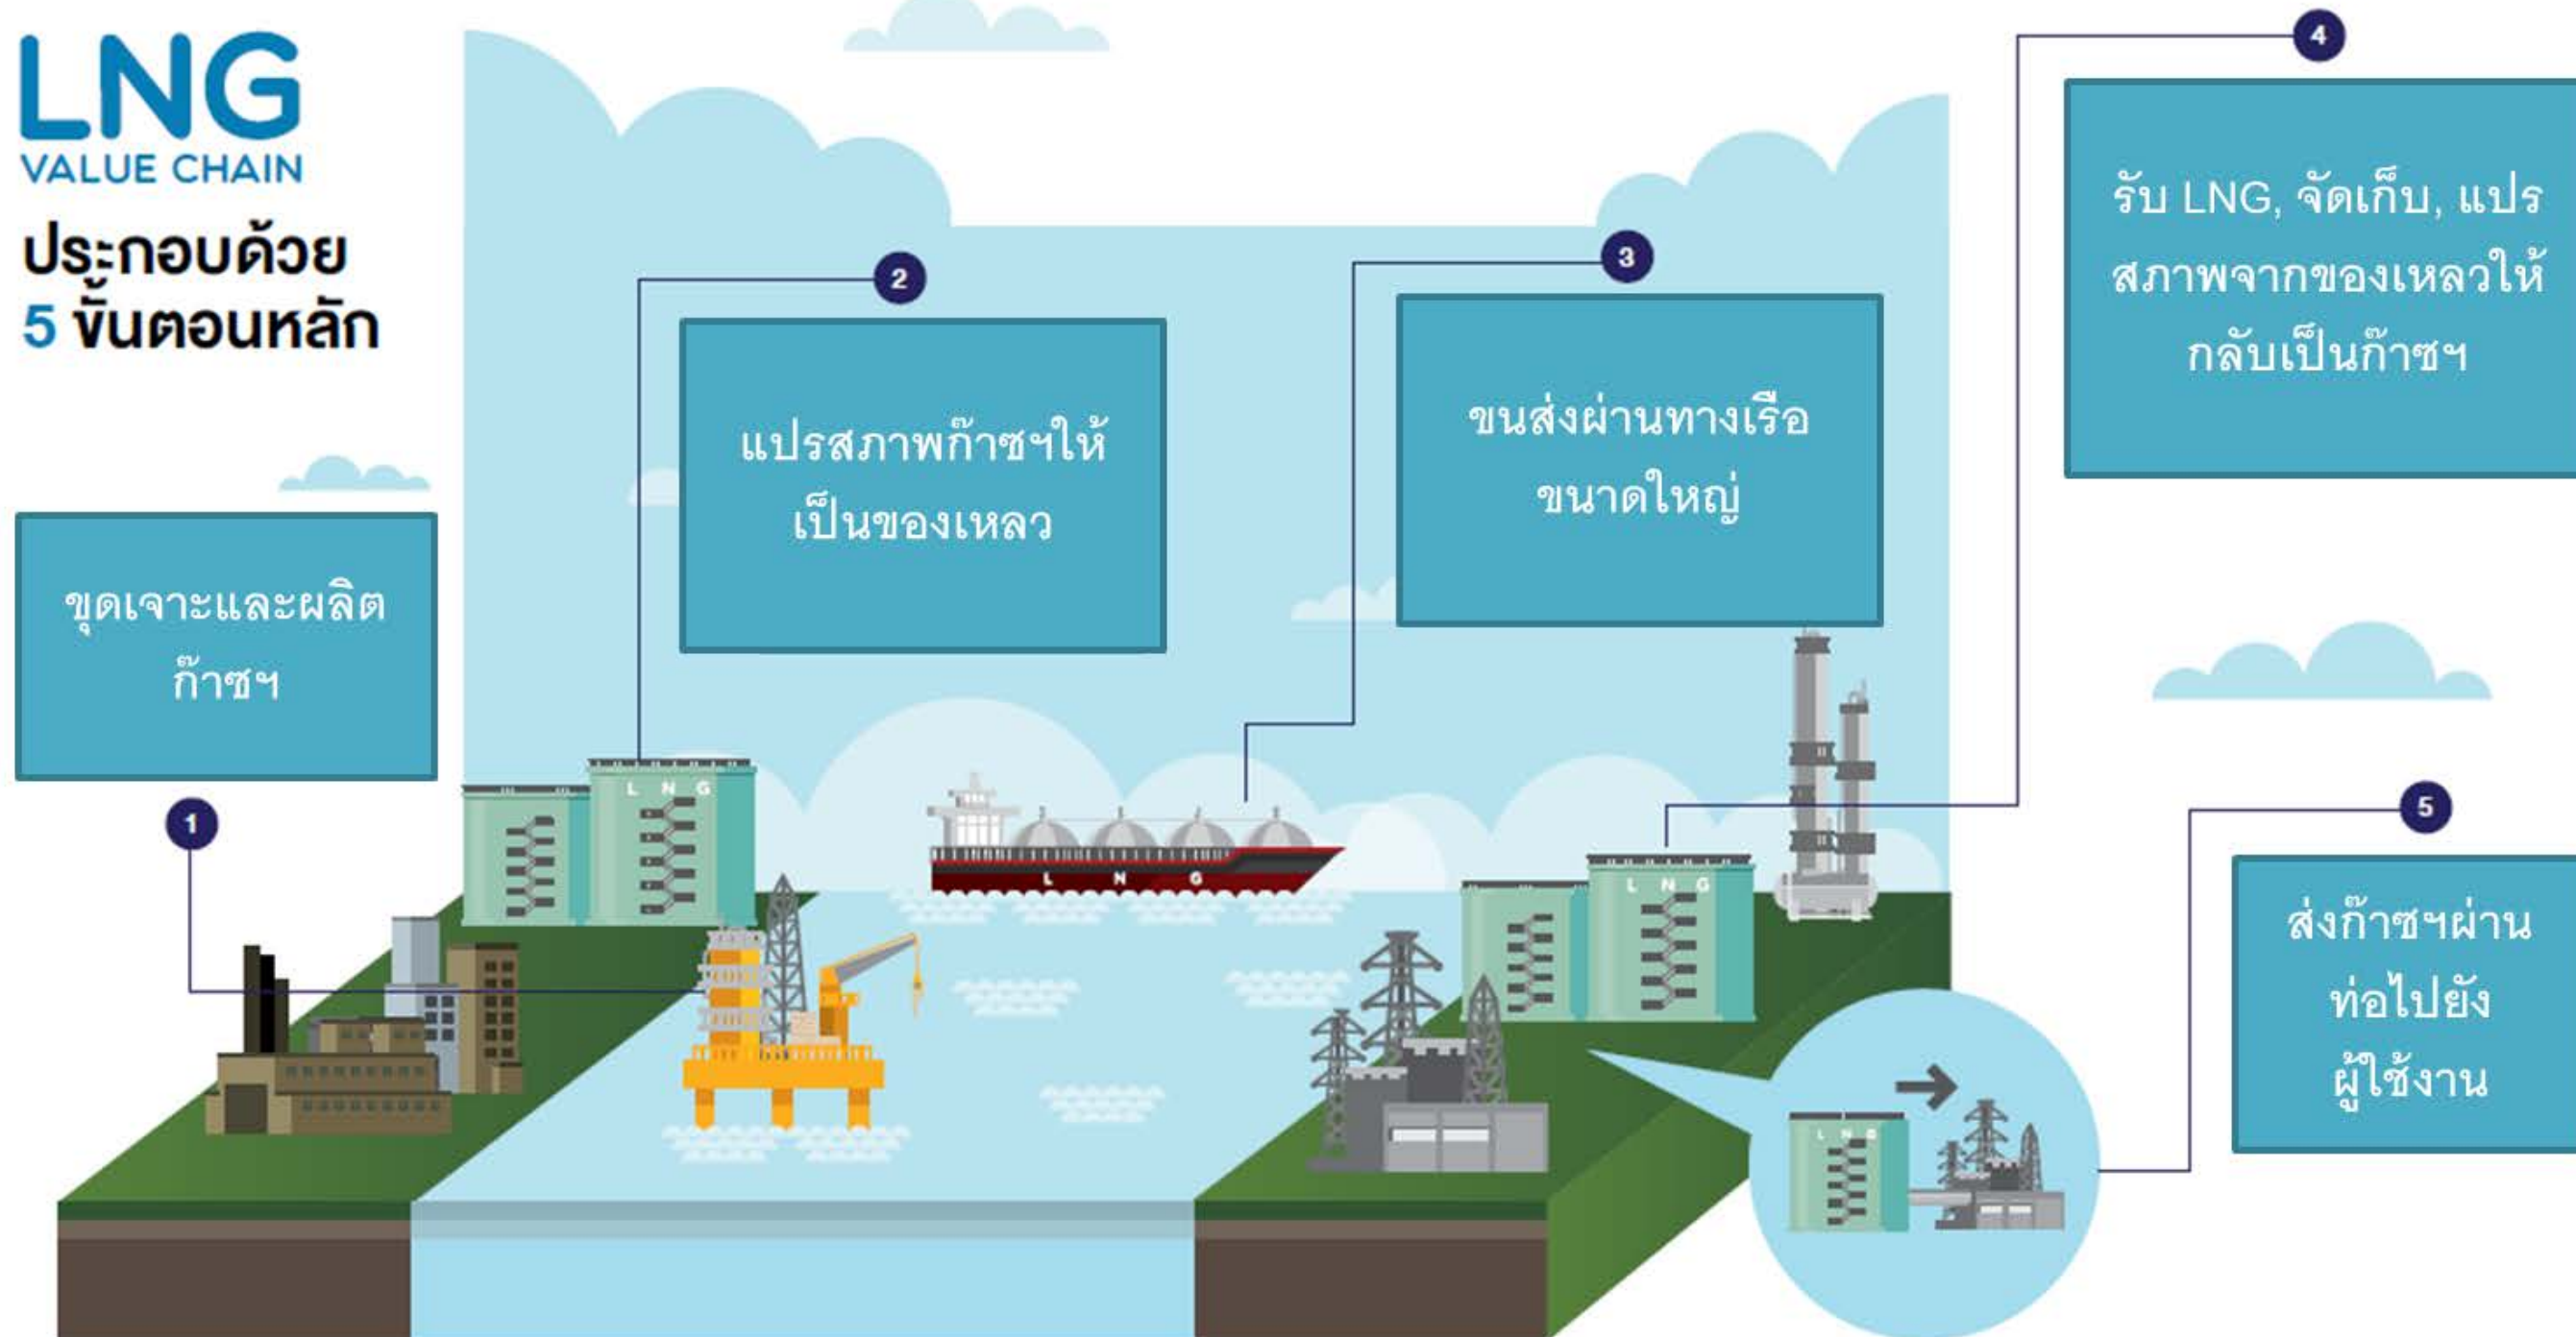 LNG
VALUE CHAIN
ประกอบด้วย
5 ขั้นตอนหลัก
1
ขุดเจาะและผลิต
ก๊าซฯ
2
แปรสภาพก๊าซฯให้
เป็นของเหลว
3
ขนส่งผ่านทางเรือ
ขนาดใหญ่
4
รับ LNG, จัดเก็บ, แปร
สภาพจากของเหลวให้
กลับเป็นก๊าซฯ
5
ส่งก๊าซฯผ่าน
ท่อไปยัง
ผู้ใช้งาน
L N G
L N G
L N G
L N G